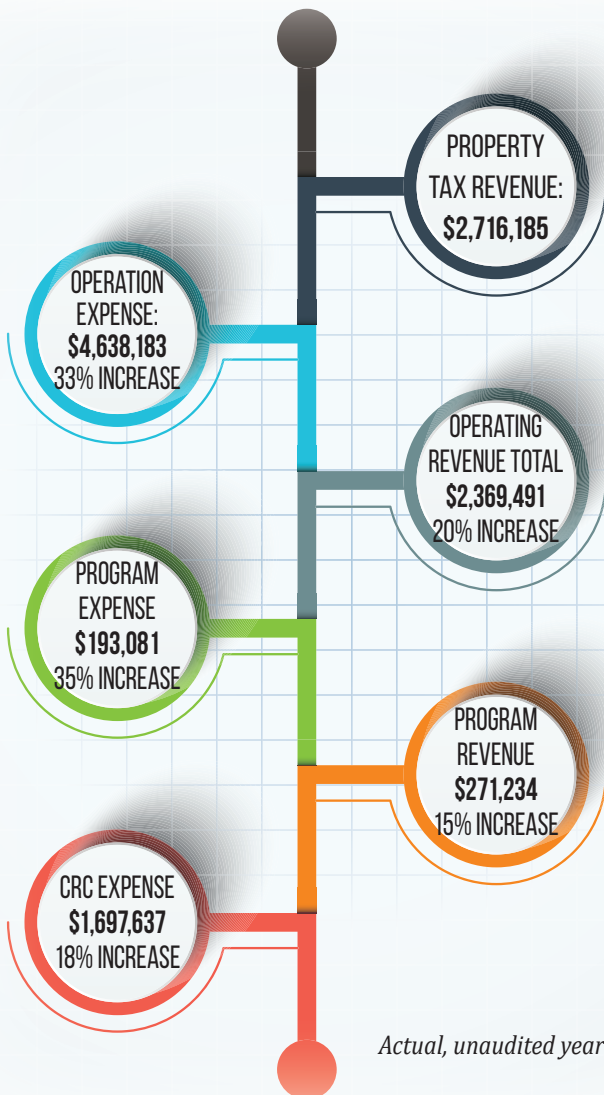 PROPERTY
TAX REVENUE:
$2,716,185
OPERATION
EXPENSE:
$4,638,183
33% INCREASE
OPERATING
REVENUE TOTAL
$2,369,491
20% INCREASE
PROGRAM
EXPENSE
$193,081
35% INCREASE
PROGRAM
REVENUE
$271,234
15% INCREASE
CRC EXPENSE
$1,697,637
18% INCREASE
Actual, unaudited year